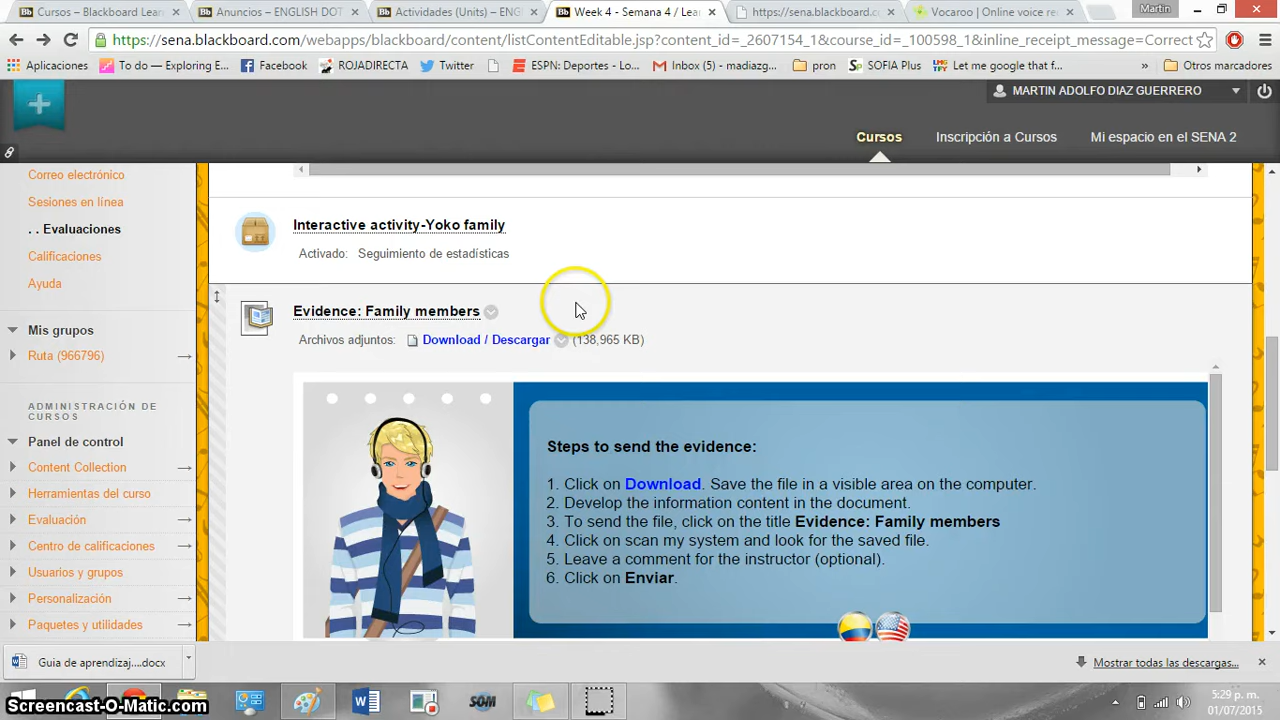 Cursos – Blackboard Lear
Anuncios – ENGLISH DOT
Actividades (Units) – ENG
Week 4 - Semana 4 / Lea
https://sena.blackboard.c
Vocaroo | Online voice re
Martin
https://sena.blackboard.com/webapps/blackboard/content/listContentEditable.jsp?content_id=_2607154_1&course_id=_100598_1&inline_receipt_message=Correct
Aplicaciones
To do — Exploring E...
Facebook
ROJADIRECTA
Twitter
ESPN: Deportes - Lo...
Inbox (5) - madiazg...
pron
SOFIA Plus
Let me google that f...
»
Otros marcadores
MARTIN ADOLFO DIAZ GUERRERO
Cursos
Inscripción a Cursos
Mi espacio en el SENA 2
Correo electrónico
Sesiones en línea
. . Evaluaciones
Calificaciones
Ayuda
Mis grupos
Ruta (966796)
ADMINISTRACIÓN DE
CURSOS
Panel de control
Content Collection
Herramientas del curso
Evaluación
Centro de calificaciones
Usuarios y grupos
Personalización
Paquetes y utilidades
Interactive activity-Yoko family
Activado: Seguimiento de estadísticas
Evidence: Family members
Archivos adjuntos: Download / Descargar (138,965 KB)
Steps to send the evidence:
1. Click on Download. Save the file in a visible area on the computer.
2. Develop the information content in the document.
3. To send the file, click on the title Evidence: Family members
4. Click on scan my system and look for the saved file.
5. Leave a comment for the instructor (optional).
6. Click on Enviar.
Guia de aprendizaj....docx
Mostrar todas las descargas...
SOM
5:29 p. m.
01/07/2015
Screencast-O-Matic.com